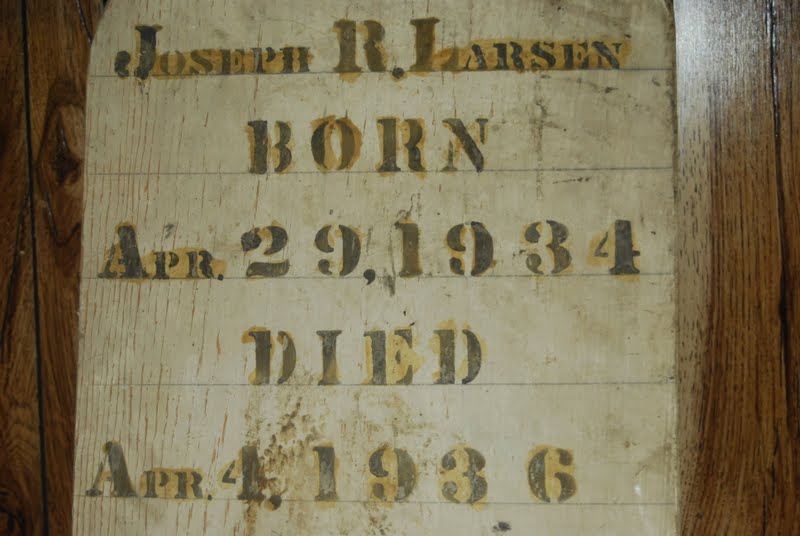 Joseph R. Larsen
BORN
Apr. 29, 1934
DIED
Apr. 4, 1936